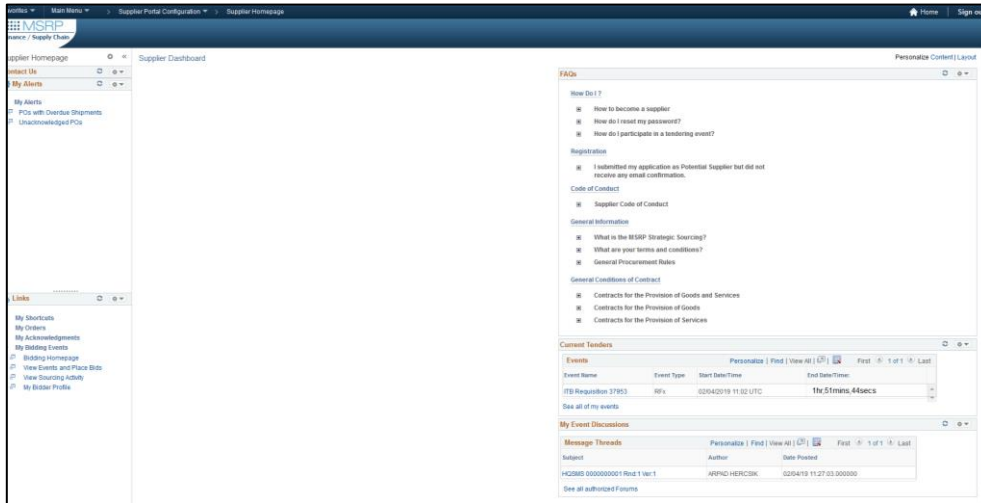 avorites Main Menu > Supplier Portal Configuration > Supplier Homepage Home Sign ou
MSRP
inance / Supply Chain
upplier Homepage
ontact Us
My Alerts
My Alerts
POs with Overdue Shipments
Unacknowledged POs
Links
My Shortcuts
My Orders
My Acknowledgments
My Bidding Events
Bidding Homepage
View Events and Place Bids
View Sourcing Activity
My Bidder Profile
Supplier Dashboard
Personalize Content | Layout
FAQs
How Do I ?
How to become a supplier
How do I reset my password?
How do I participate in a tendering event?
Registration
I submitted my application as Potential Supplier but did not
receive any email confirmation.
Code of Conduct
Supplier Code of Conduct
General Information
What is the MSRP Strategic Sourcing?
What are your terms and conditions?
General Procurement Rules
General Conditions of Contract
Contracts for the Provision of Goods and Services
Contracts for the Provision of Goods
Contracts for the Provision of Services
Current Tenders
Events Personalize | Find | View All | First 1 of 1 Last
Event Name Event Type Start Date/Time End Date/Time:
ITB Requisition 37953 RFx 02/04/2019 11:02 UTC 1hr,51mins,44secs
See all of my events
My Event Discussions
Message Threads Personalize | Find | View All | First 1 of 1 Last
Subject Author Date Posted
HQSMS 0000000001 Rnd:1 Ver:1 ARPAD HERCSIK 02/04/19 11:27:03.000000
See all authorized Forums